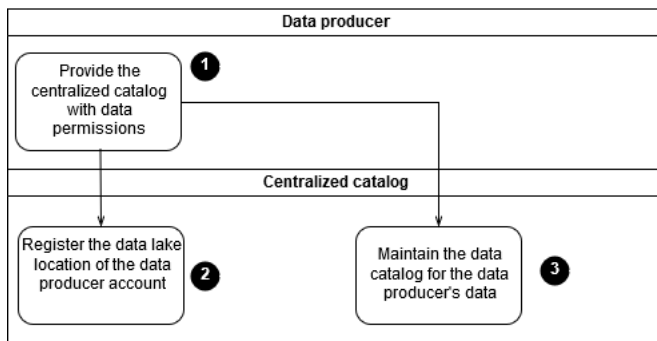 Data producer
Provide the
centralized catalog
with data
permissions
1
Centralized catalog
Register the data lake
location of the data
producer account
2
Maintain the data
catalog for the data
producer's data
3